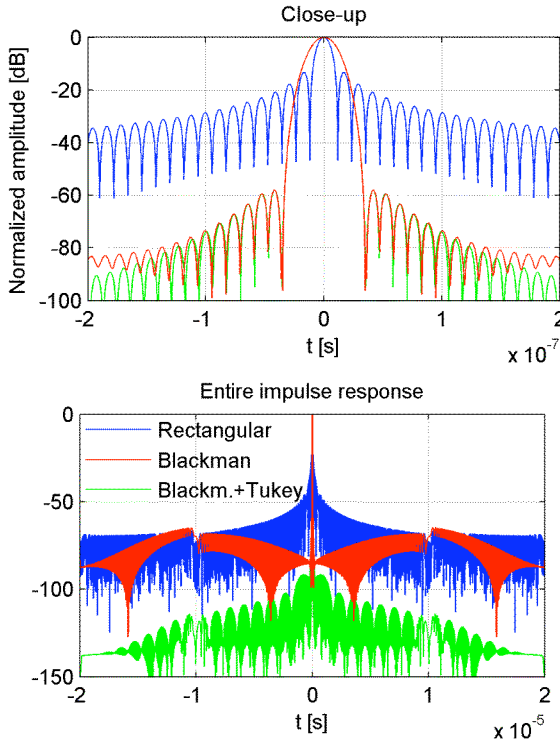 Close-up
Normalized amplitude [dB]
0
-20
-40
-60
-80
-100
-2
-1
0
1
2
t [s]
x 10^-7
Entire impulse response
0
-50
-100
-150
Rectangular
Blackman
Blackm.+Tukey
-2
-1
0
1
2
t [s]
x 10^-5